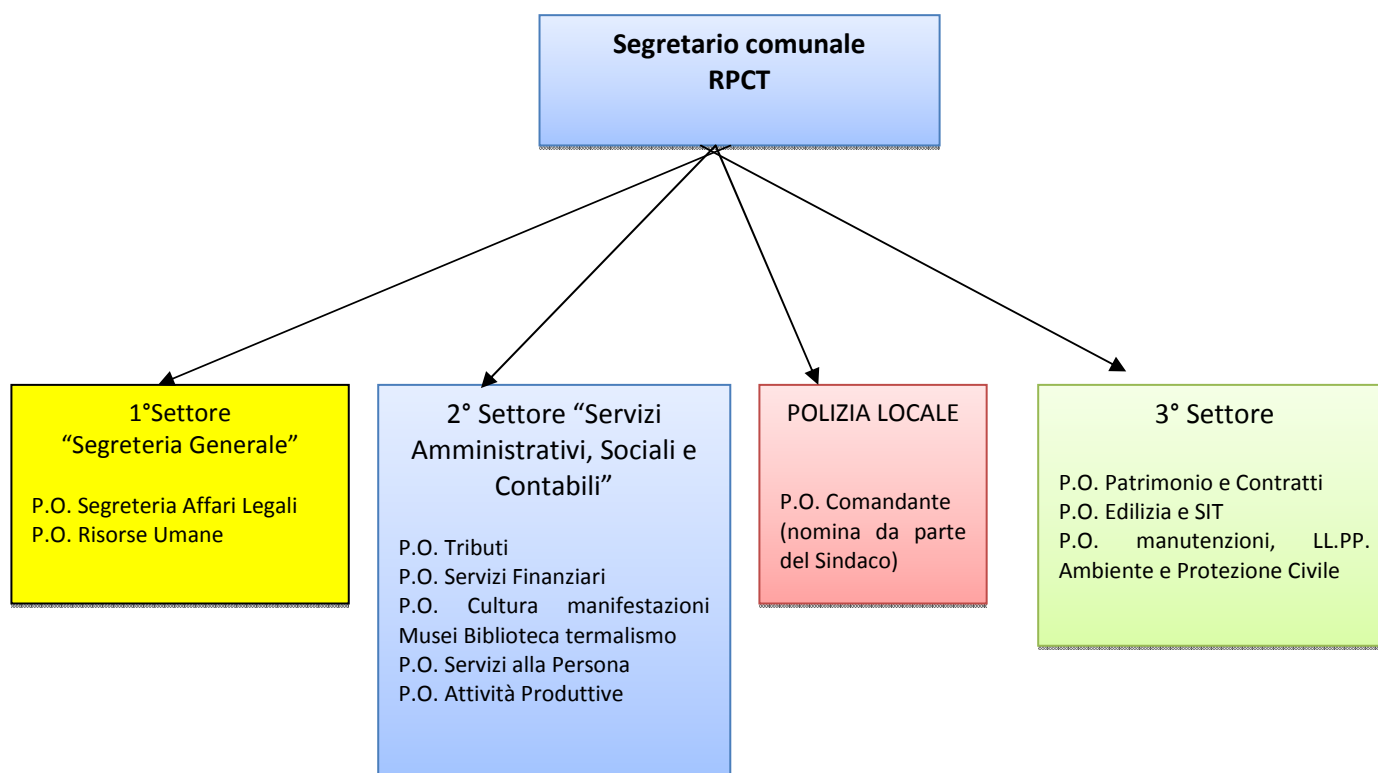 Segretario comunale
RPCT
1°Settore
“Segreteria Generale”
P.O. Segreteria Affari Legali
P.O. Risorse Umane
2° Settore “Servizi
Amministrativi, Sociali e
Contabili”
P.O. Tributi
P.O. Servizi Finanziari
P.O. Cultura manifestazioni
Musei Biblioteca termalismo
P.O. Servizi alla Persona
P.O. Attività Produttive
POLIZIA LOCALE
P.O. Comandante
(nomina da parte
del Sindaco)
3° Settore
P.O. Patrimonio e Contratti
P.O. Edilizia e SIT
P.O. manutenzioni, LL.PP.
Ambiente e Protezione Civile